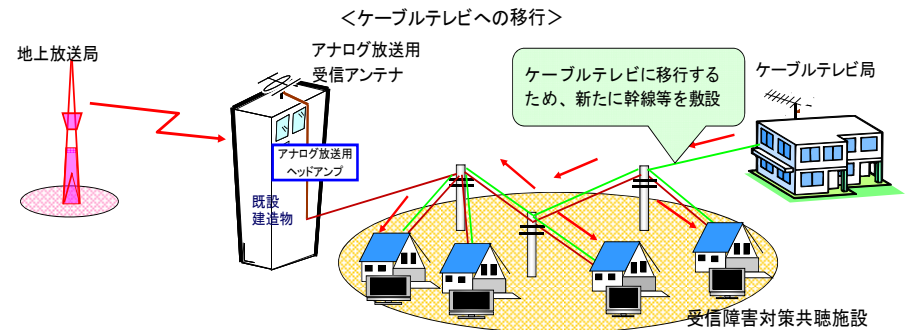 ＜ケーブルテレビへの移行＞
地上放送局
アナログ放送用
受信アンテナ
ケーブルテレビに移行する
ため、新たに幹線等を敷設
ケーブルテレビ局
アナログ放送用
ヘッドアンプ
既設
建造物
受信障害対策共聴施設